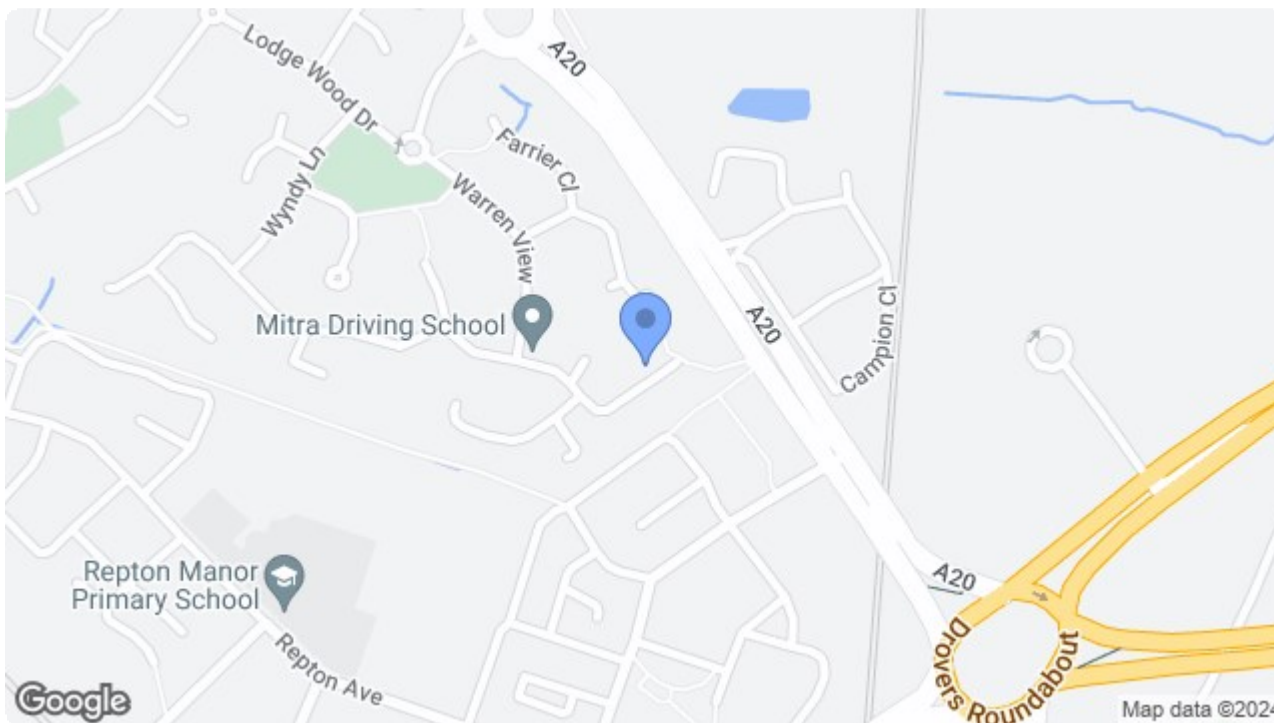 A20
Lodge Wood Dr
Farrier Cl
Wyndy Ln
Warren View
Mitra Driving School
A20
Campion Cl
Repton Manor
Primary School
A20
Repton Ave
Drovers Roundabout
Google
Map data ©2024